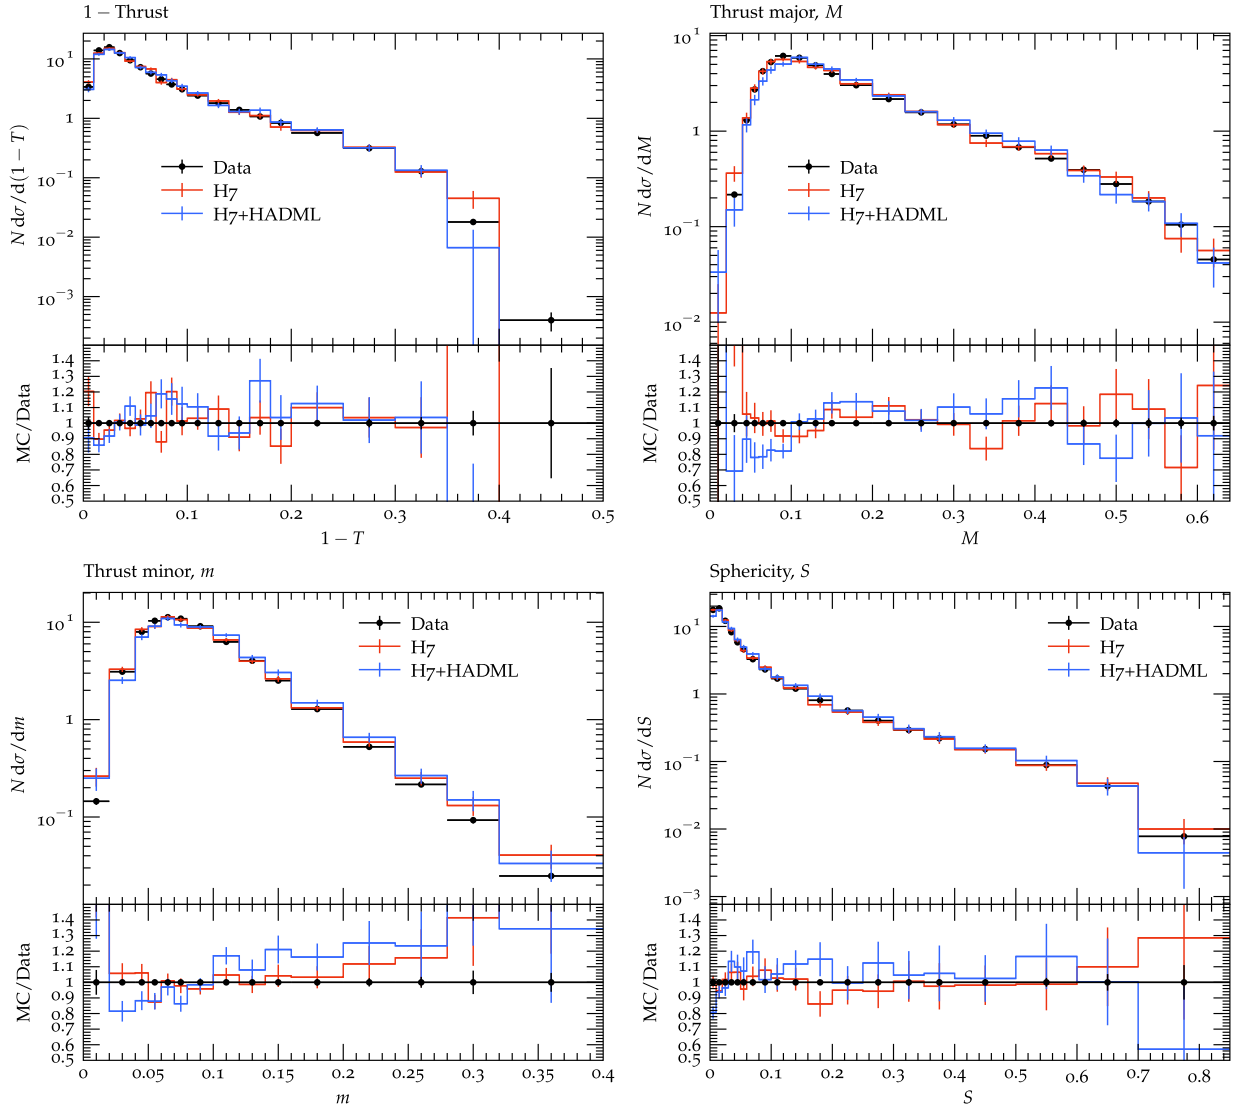 1 − Thrust
N dσ/d(1 − T)
10¹
1
10⁻¹
10⁻²
10⁻³
Data
H7
H7+HADML
MC/Data
1.4
1.3
1.2
1.1
1.0
0.9
0.8
0.7
0.6
0.5
0 0.1 0.2 0.3 0.4 0.5
1 − T
Thrust major, M
N dσ/dM
10¹
1
10⁻¹
10⁻²
Data
H7
H7+HADML
MC/Data
1.4
1.3
1.2
1.1
1.0
0.9
0.8
0.7
0.6
0.5
0 0.1 0.2 0.3 0.4 0.5 0.6
M
Thrust minor, m
N dσ/dm
10¹
1
10⁻¹
Data
H7
H7+HADML
MC/Data
1.4
1.3
1.2
1.1
1.0
0.9
0.8
0.7
0.6
0.5
0 0.05 0.1 0.15 0.2 0.25 0.3 0.35 0.4
m
Sphericity, S
N dσ/dS
10¹
1
10⁻¹
10⁻²
10⁻³
Data
H7
H7+HADML
MC/Data
1.4
1.3
1.2
1.1
1.0
0.9
0.8
0.7
0.6
0.5
0 0.1 0.2 0.3 0.4 0.5 0.6 0.7 0.8
S